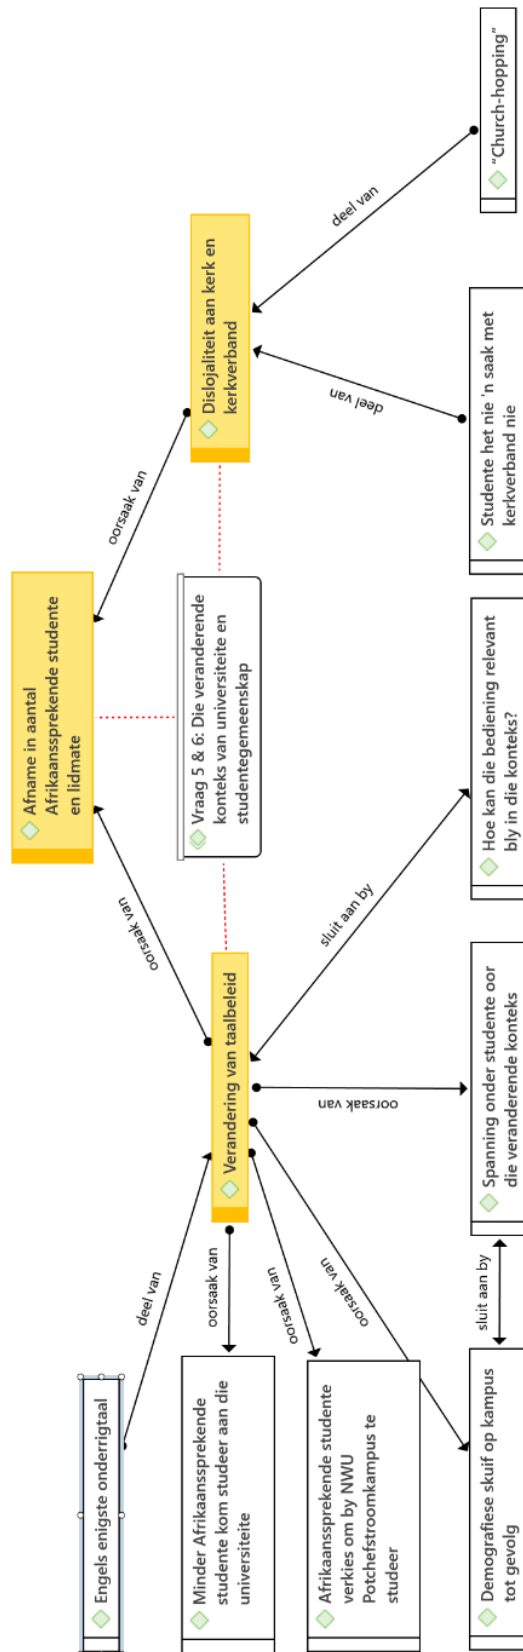 Afname in aantal
Afrikaanssprekende studente
en lidmate
oorsaak van
oorsaak van
Vraag 5 & 6: Die veranderende
konteks van universiteite en
studentegemeenskap
Verandering van taalbeleid
Dislojaliteit aan kerk en
kerkverband
deel van
oorsaak van
oorsaak van
oorsaak van
oorsaak van
sluit aan by
deel van
deel van
Engels enigste onderrigtaal
Minder Afrikaanssprekende
studente kom studeer aan die
universiteite
Afrikaanssprekende studente
verkies om by NWU
Potchefstroomkampus te
studeer
Demografiese skuif op kampus
tot gevolg
sluit aan by
Spanning onder studente oor
die veranderende konteks
Hoe kan die bediening relevant
bly in die konteks?
Studente het nie 'n saak met
kerkverband nie
"Church-hopping"